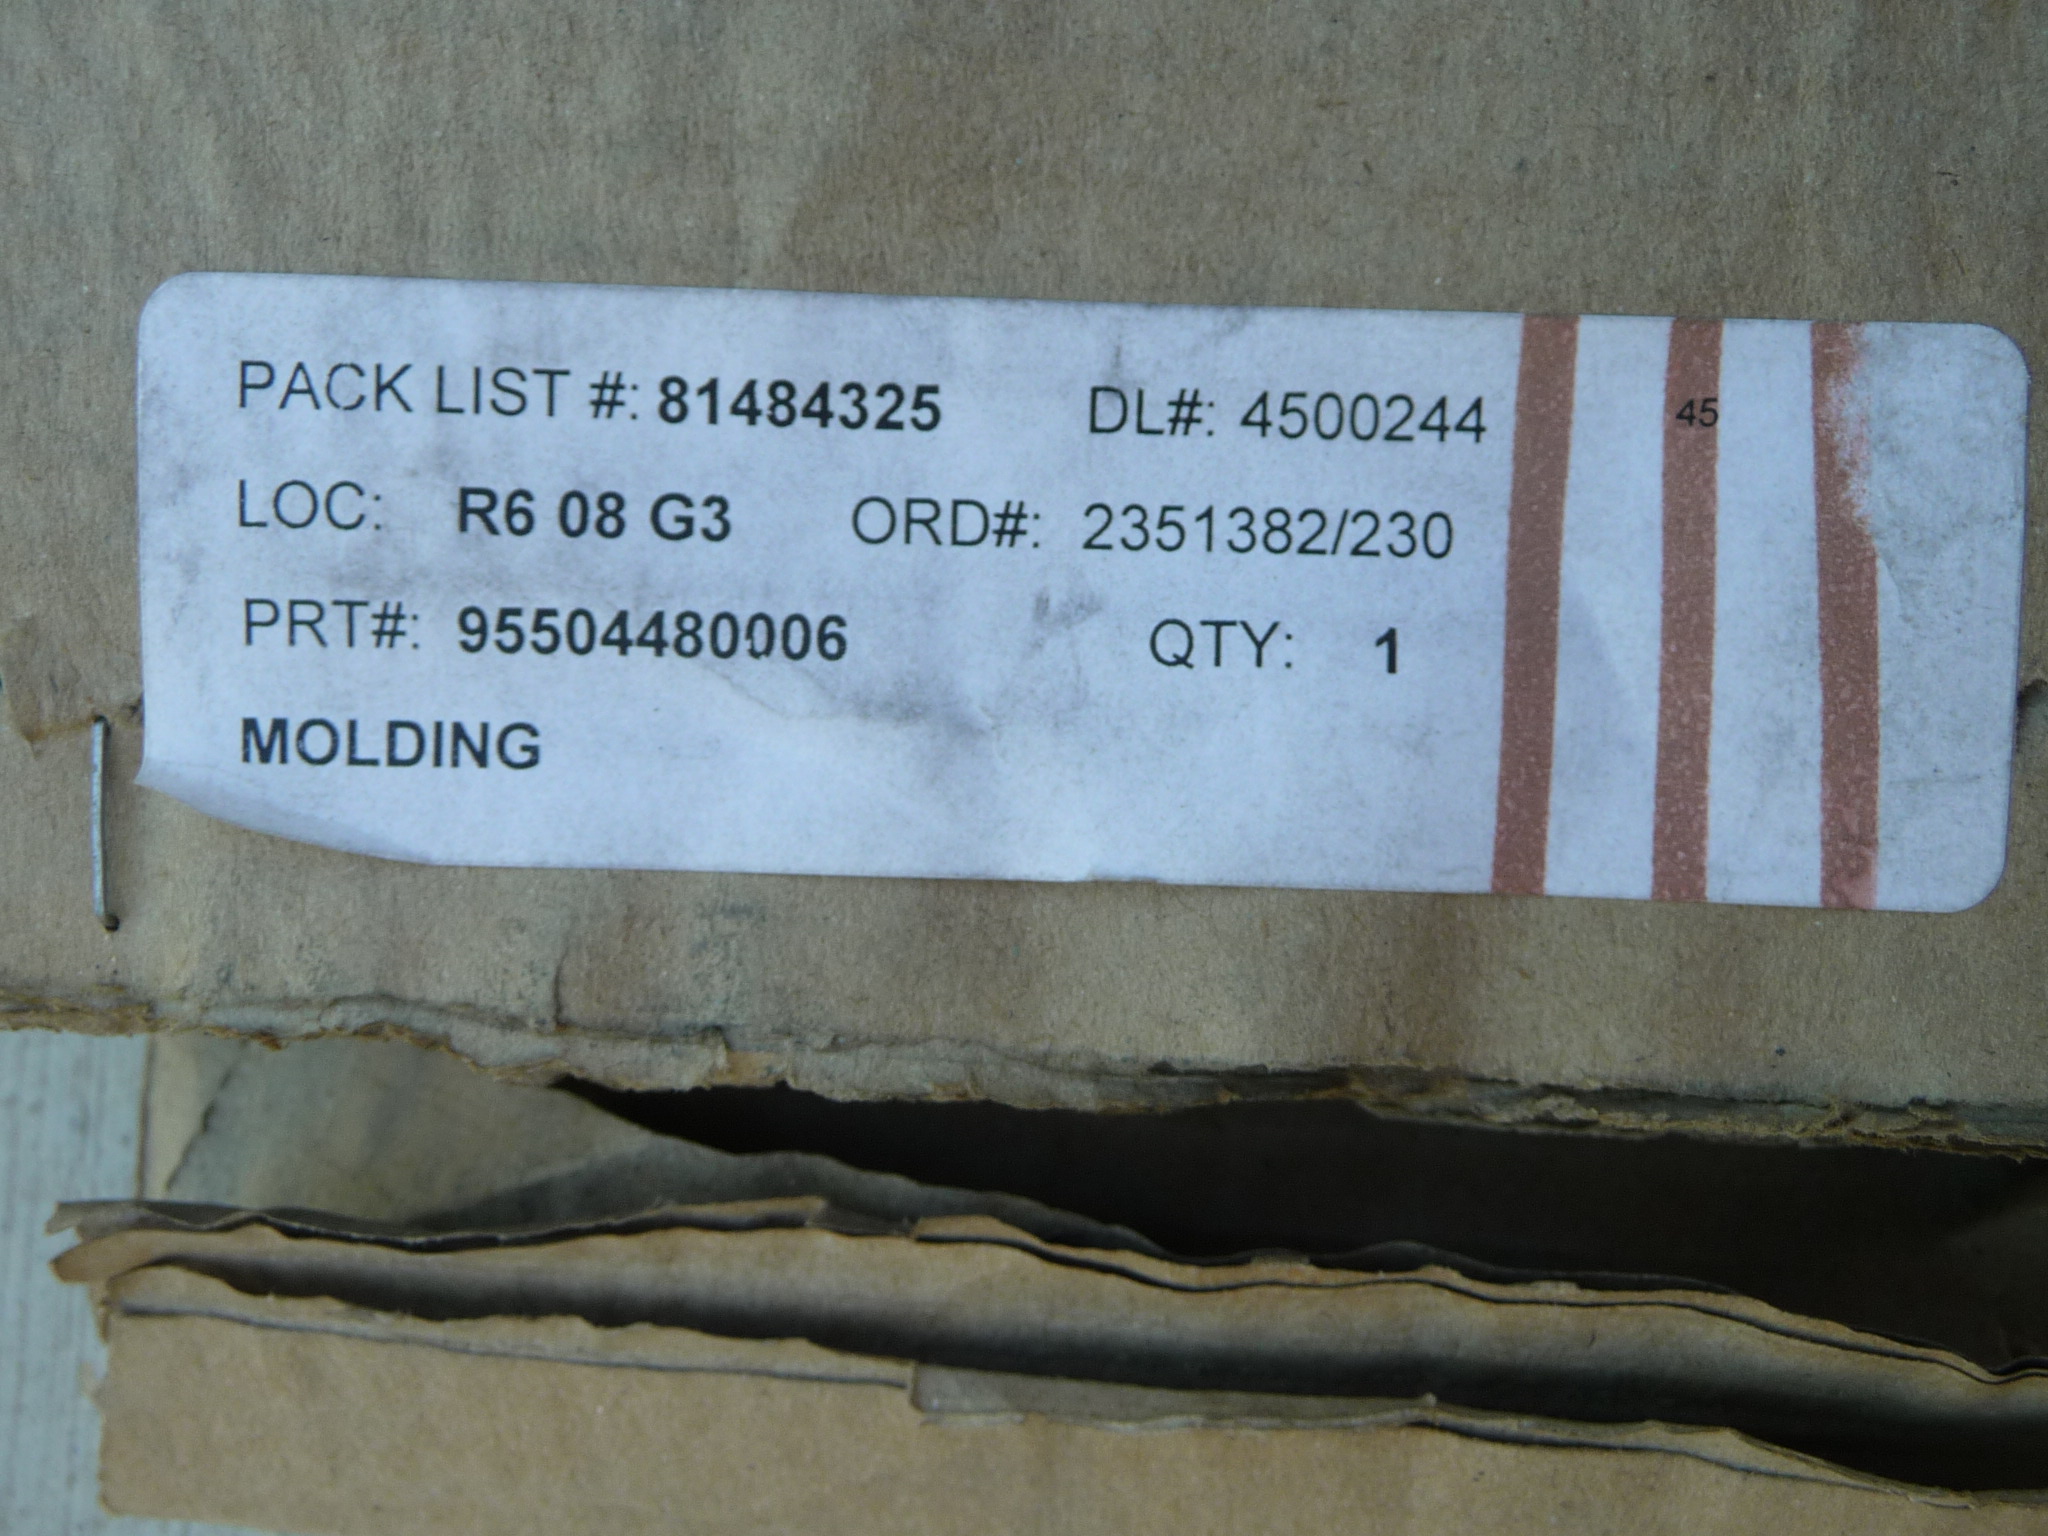 PACK LIST #: 81484325 DL#: 4500244 45
LOC: R6 08 G3 ORD#: 2351382/230
PRT#: 95504480006 QTY: 1
MOLDING